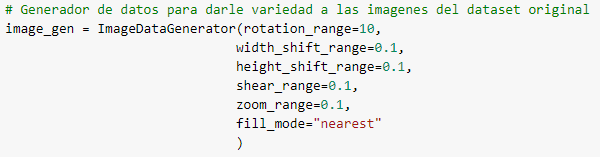 # Generador de datos para darle variedad a las imagenes del dataset original
image_gen = ImageDataGenerator(rotation_range=10,
width_shift_range=0.1,
height_shift_range=0.1,
shear_range=0.1,
zoom_range=0.1,
fill_mode="nearest"
)